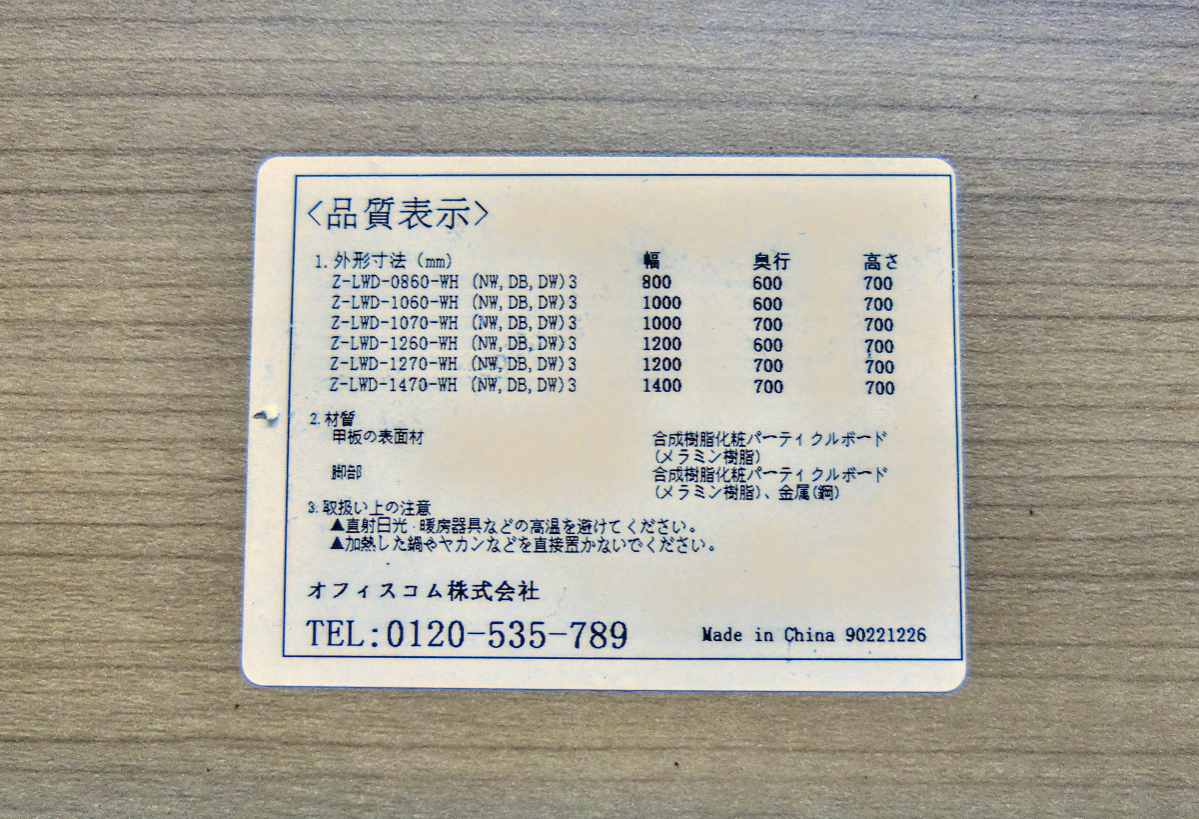 <品質表示>
1. 外形寸法 (mm) 幅 奥行 高さ
Z-LWD-0860-WH (NW,DB,DW)3 800 600 700
Z-LWD-1060-WH (NW,DB,DW)3 1000 600 700
Z-LWD-1070-WH (NW,DB,DW)3 1000 700 700
Z-LWD-1260-WH (NW,DB,DW)3 1200 600 700
Z-LWD-1270-WH (NW,DB,DW)3 1200 700 700
Z-LWD-1470-WH (NW,DB,DW)3 1400 700 700
2. 材質
甲板の表面材 合成樹脂化粧パーティクルボード
(メラミン樹脂)
脚部 合成樹脂化粧パーティクルボード
(メラミン樹脂)、金属(鋼)
3. 取扱い上の注意
▲直射日光・暖房器具などの高温を避けてください。
▲加熱した鍋やヤカンなどを直接置かないでください。
オフィスコム株式会社
TEL:0120-535-789 Made in China 90221226